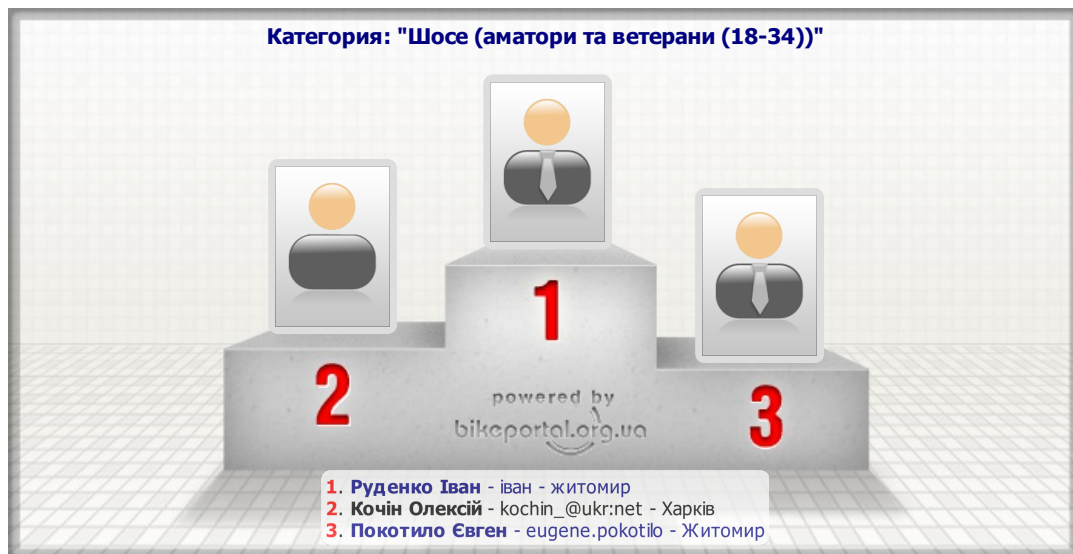 Категория: "Шосе (аматори та ветерани (18-34))"
1
2
3
powered by
bikeportal.org.ua
1. Руденко Іван - іван - житомир
2. Кочін Олексій - kochin_@ukr:net - Харків
3. Покотило Євген - eugene.pokotilo - Житомир